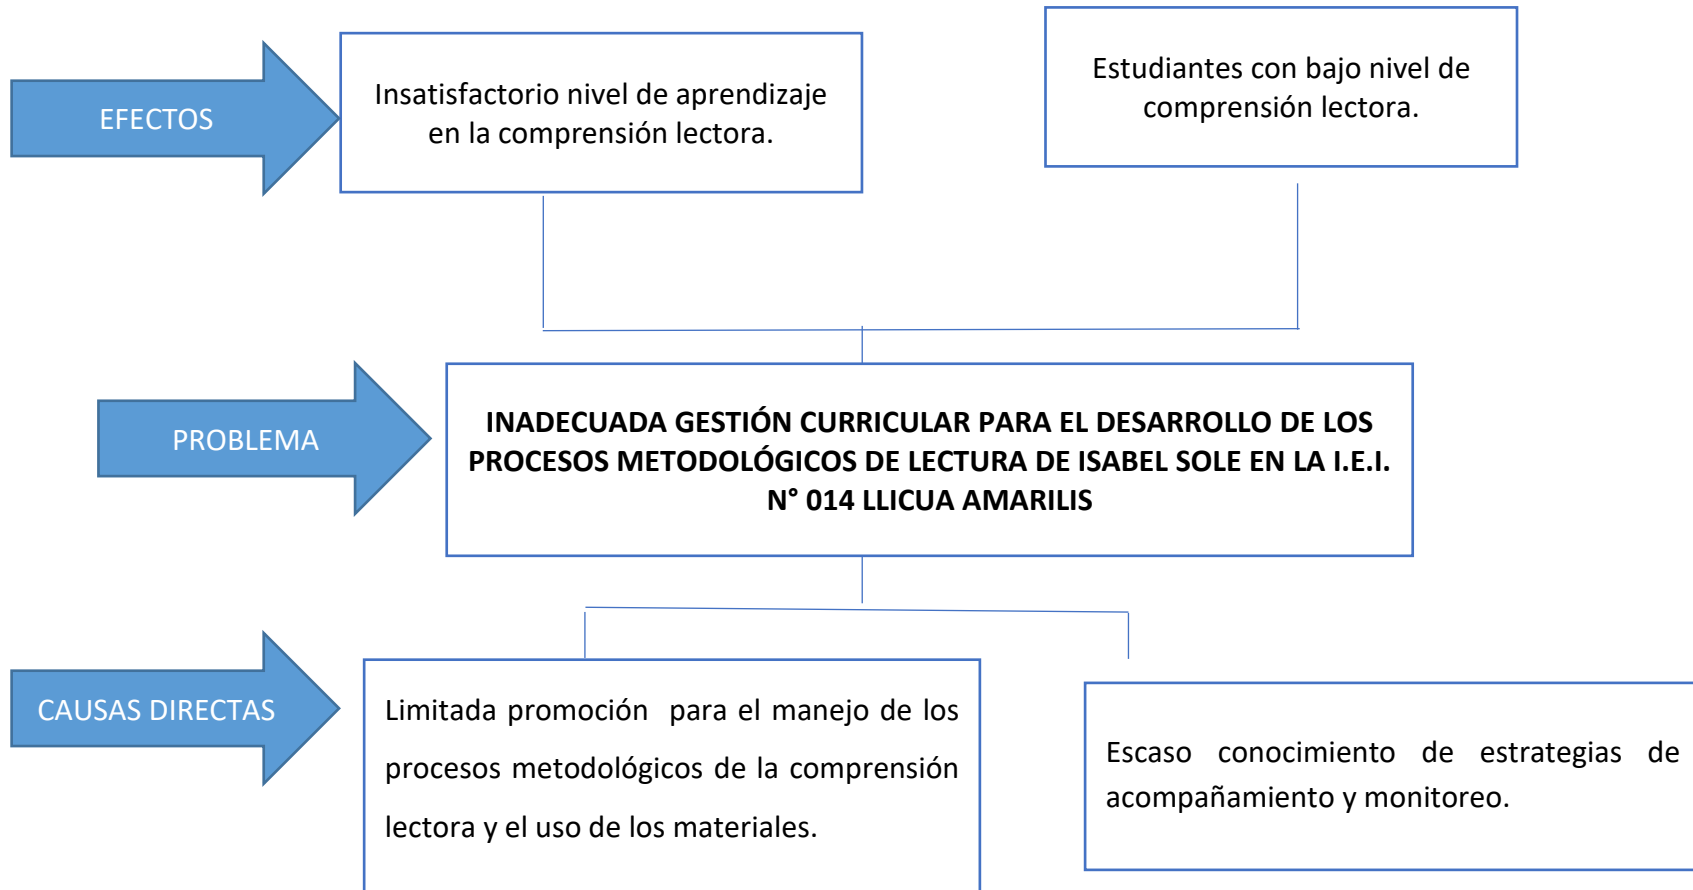 EFECTOS
Insatisfactorio nivel de aprendizaje
en la comprensión lectora.
Estudiantes con bajo nivel de
comprensión lectora.
PROBLEMA
INADECUADA GESTIÓN CURRICULAR PARA EL DESARROLLO DE LOS
PROCESOS METODOLÓGICOS DE LECTURA DE ISABEL SOLE EN LA I.E.I.
N° 014 LLICUA AMARILIS
CAUSAS DIRECTAS
Limitada promoción para el manejo de los
procesos metodológicos de la comprensión
lectora y el uso de los materiales.
Escaso conocimiento de estrategias de
acompañamiento y monitoreo.